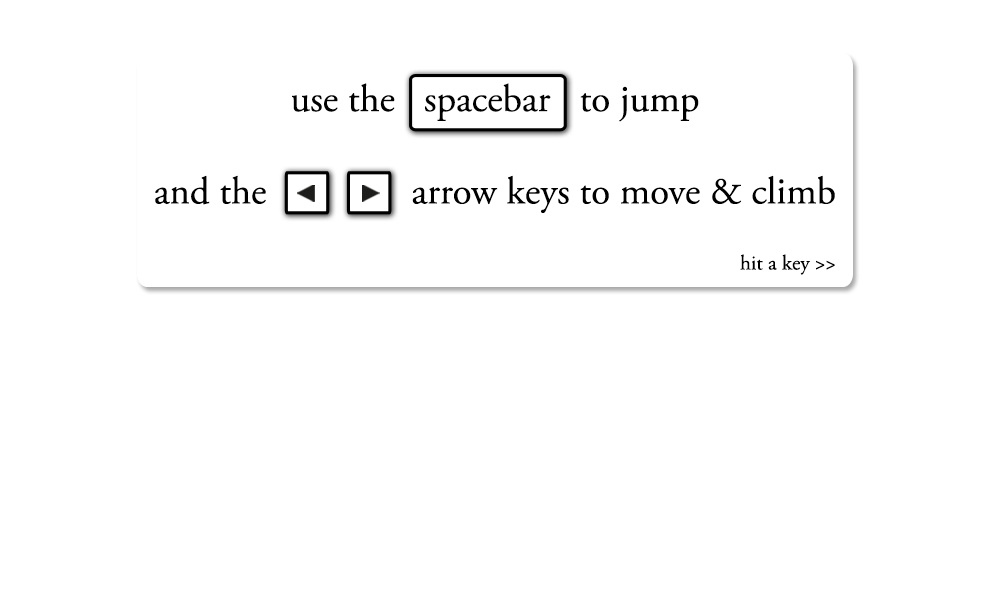 use the spacebar to jump
and the ◄ ► arrow keys to move & climb
hit a key >>